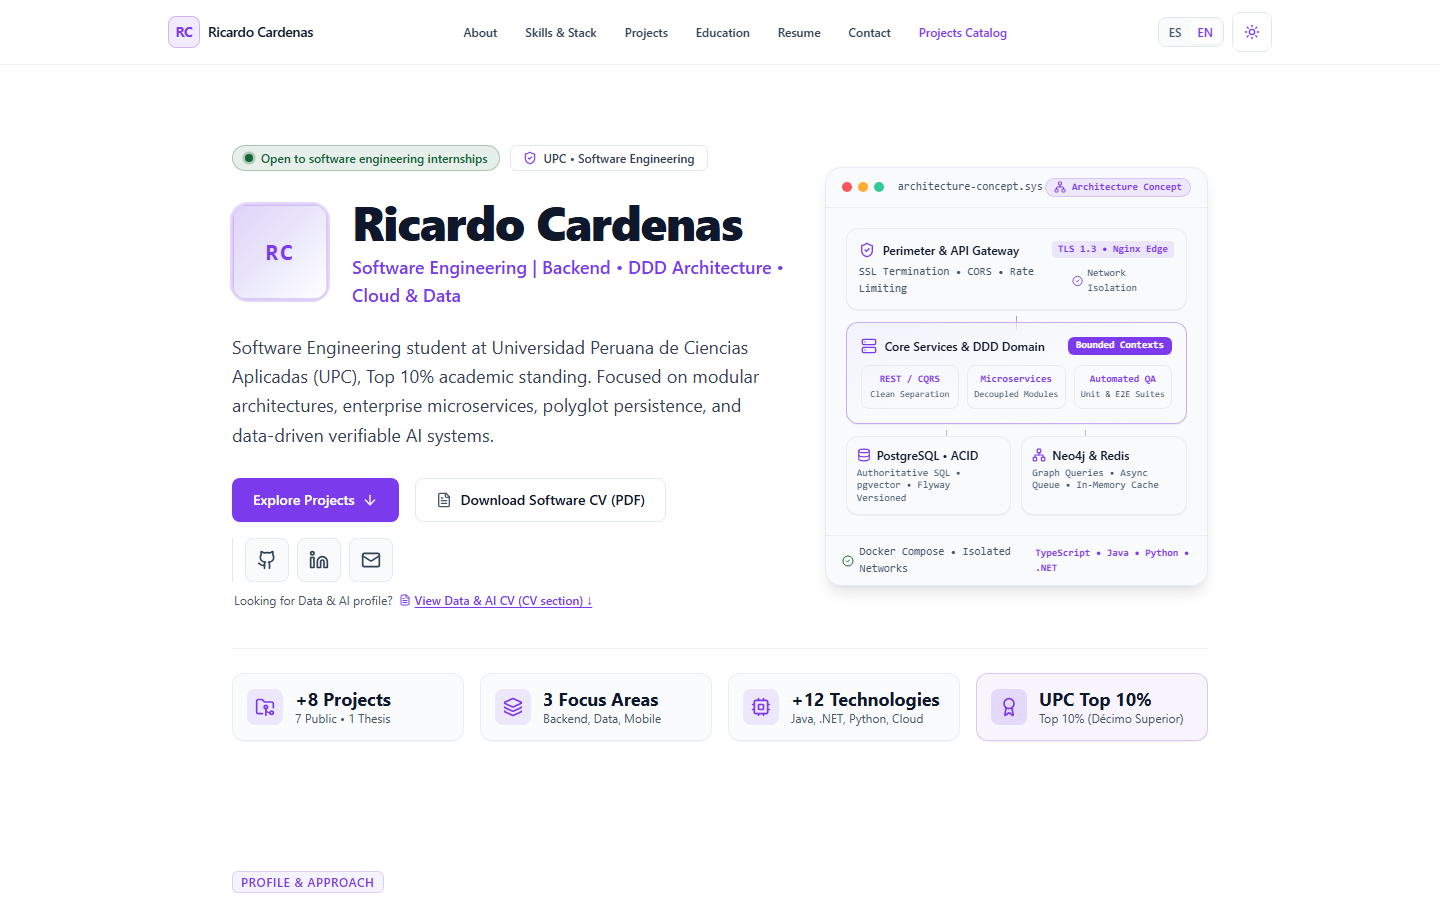 RC Ricardo Cardenas
About Skills & Stack Projects Education Resume Contact Projects Catalog
ES EN
Open to software engineering internships
UPC • Software Engineering
RC
Ricardo Cardenas
Software Engineering | Backend • DDD Architecture •
Cloud & Data
Software Engineering student at Universidad Peruana de Ciencias
Aplicadas (UPC), Top 10% academic standing. Focused on modular
architectures, enterprise microservices, polyglot persistence, and
data-driven verifiable AI systems.
Explore Projects ↓
Download Software CV (PDF)
Looking for Data & AI profile? View Data & AI CV (CV section) ↓
architecture-concept.sys
Architecture Concept
Perimeter & API Gateway
SSL Termination • CORS • Rate
Limiting
TLS 1.3 • Nginx Edge
Network
Isolation
Core Services & DDD Domain
Bounded Contexts
REST / CQRS
Clean Separation
Microservices
Decoupled Modules
Automated QA
Unit & E2E Suites
PostgreSQL • ACID
Authoritative SQL •
pgvector • Flyway
Versioned
Neo4j & Redis
Graph Queries • Async
Queue • In-Memory Cache
Docker Compose • Isolated
Networks
TypeScript • Java • Python •
.NET
+8 Projects
7 Public • 1 Thesis
3 Focus Areas
Backend, Data, Mobile
+12 Technologies
Java, .NET, Python, Cloud
UPC Top 10%
Top 10% (Décimo Superior)
PROFILE & APPROACH